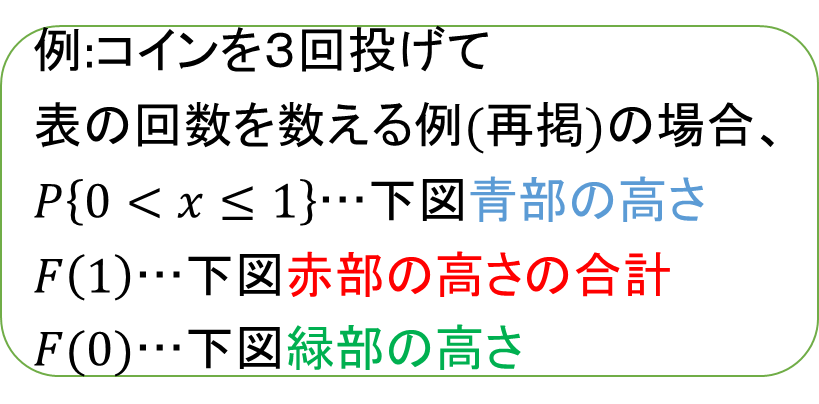 例:コインを３回投げて
表の回数を数える例(再掲)の場合、
𝑃{0 < 𝑥 ≤ 1}…下図青部の高さ
𝐹(1)…下図赤部の高さの合計
𝐹(0)…下図緑部の高さ